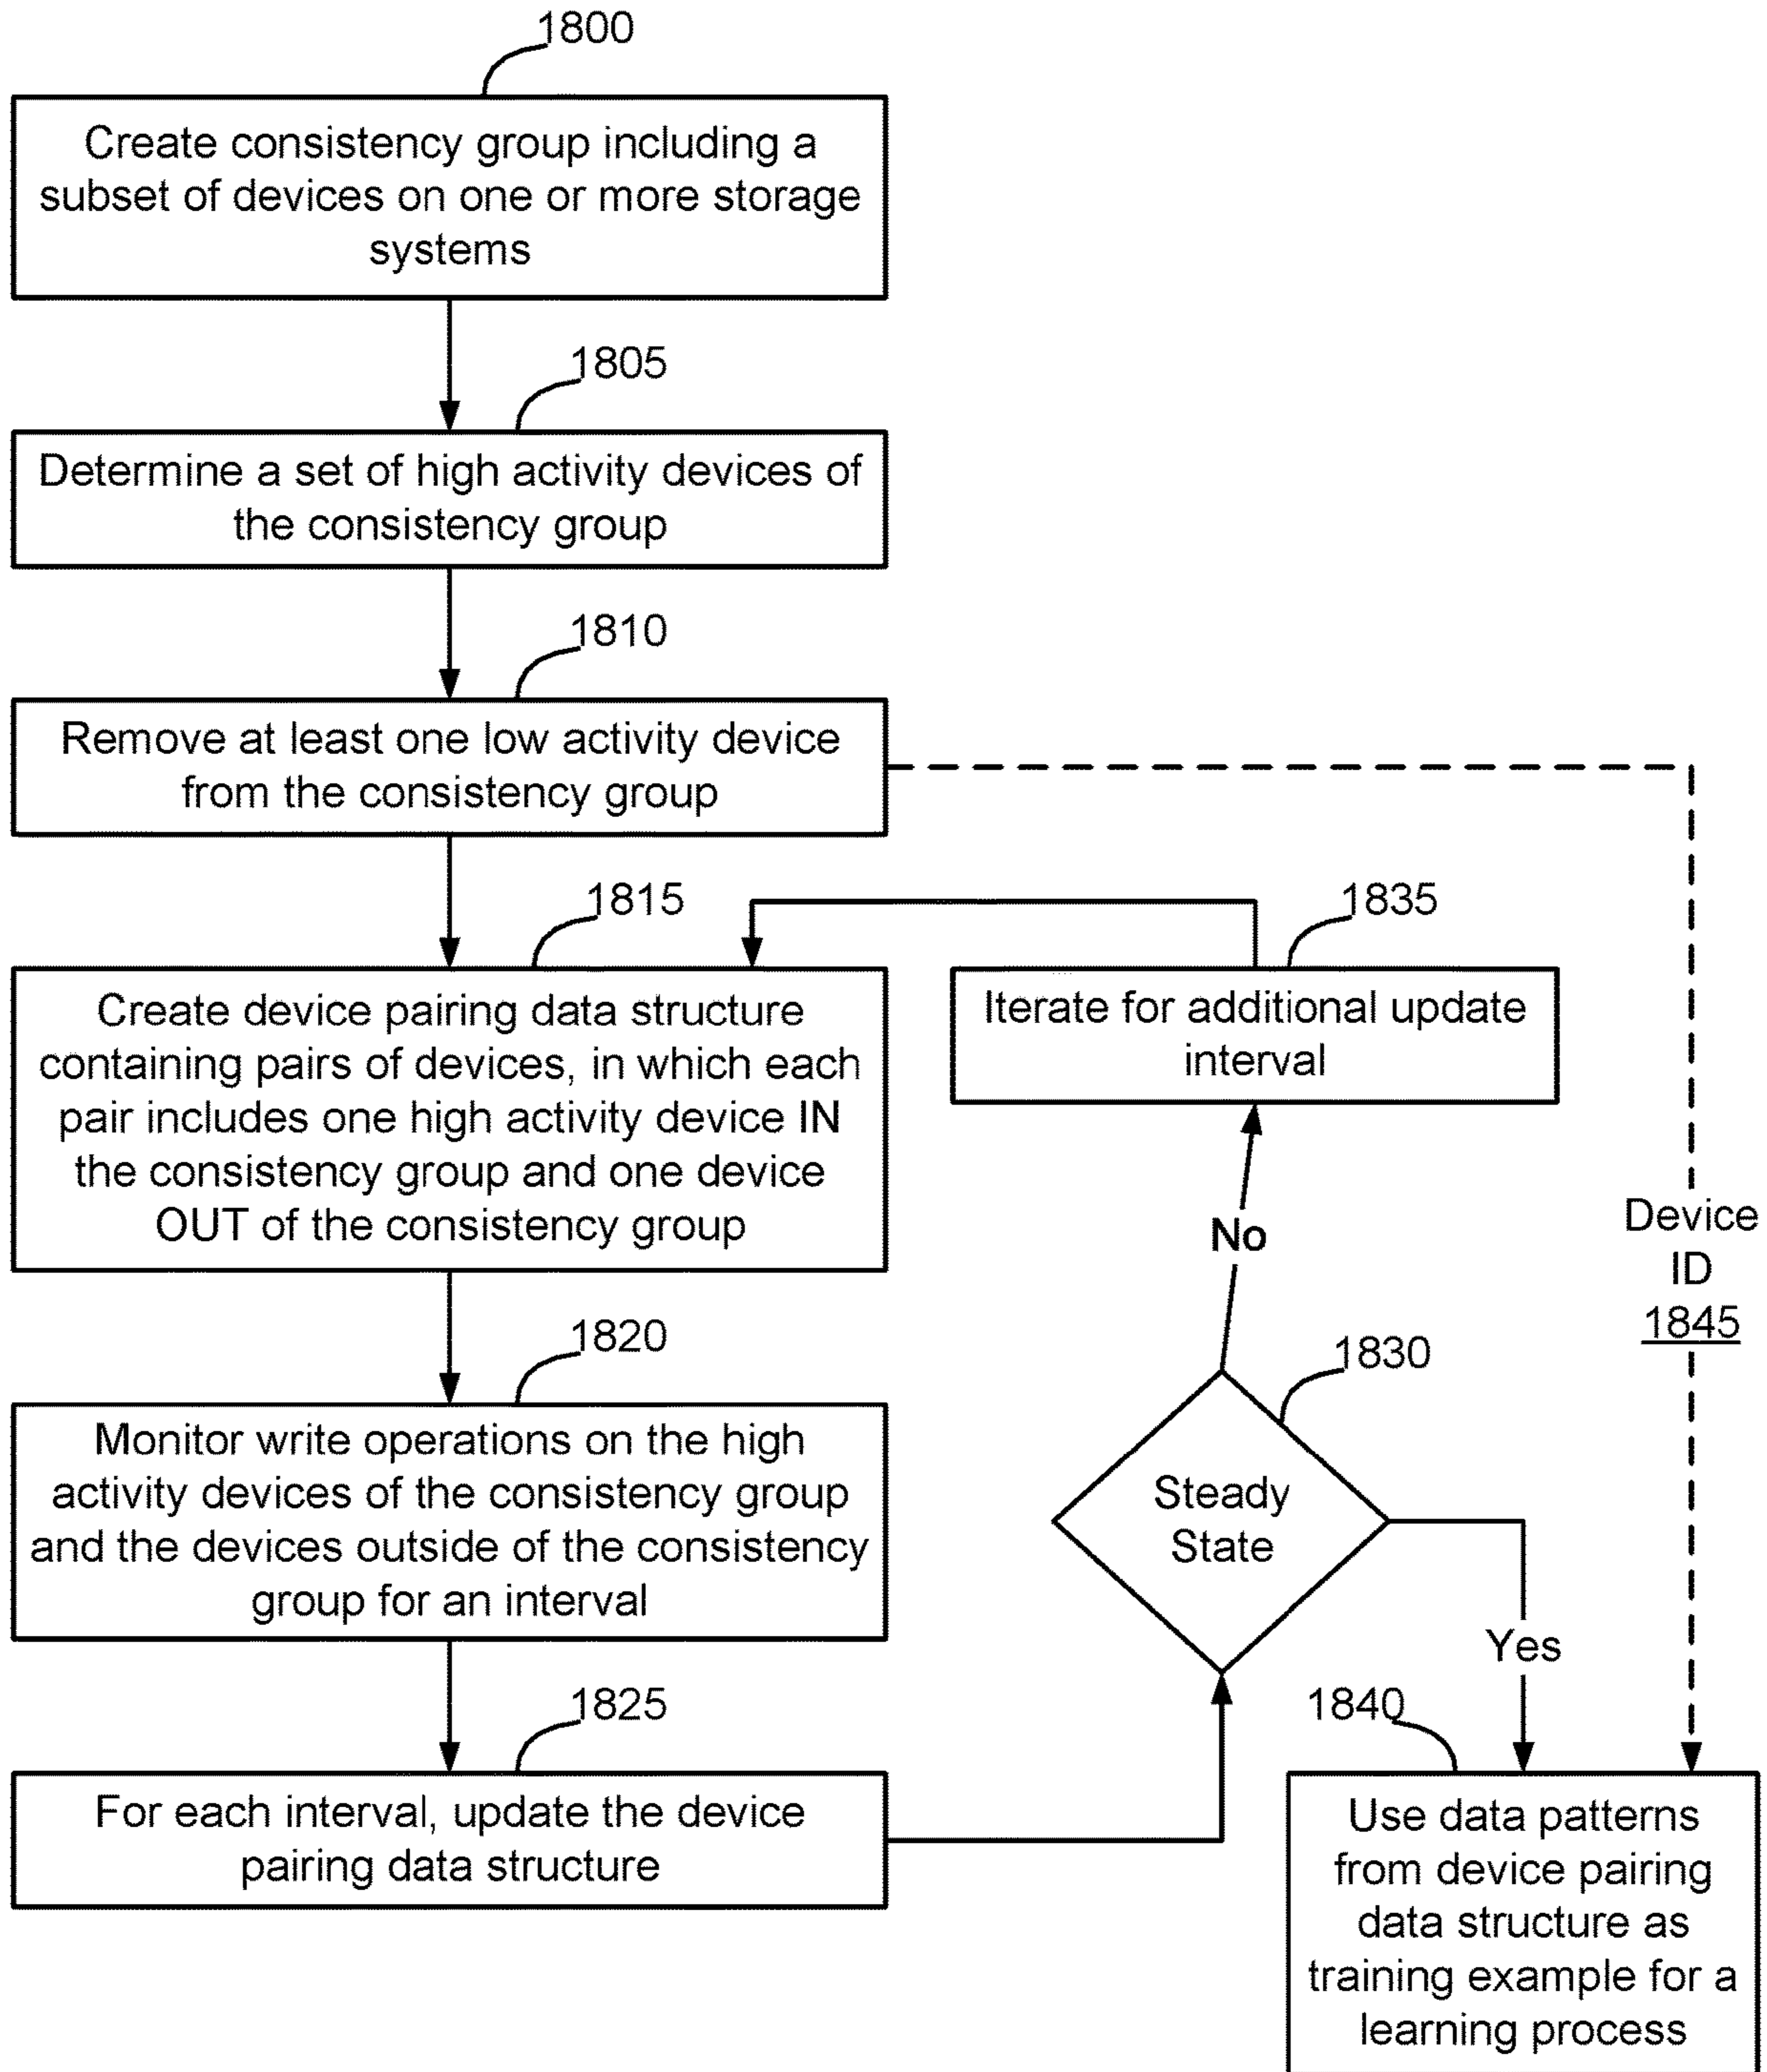 1800
Create consistency group including a
subset of devices on one or more storage
systems
1805
Determine a set of high activity devices of
the consistency group
1810
Remove at least one low activity device
from the consistency group
1815
Create device pairing data structure
containing pairs of devices, in which each
pair includes one high activity device IN
the consistency group and one device
OUT of the consistency group
1835
Iterate for additional update
interval
No
Device
ID
1845
1820
Monitor write operations on the high
activity devices of the consistency group
and the devices outside of the consistency
group for an interval
1830
Steady
State
Yes
1825
For each interval, update the device
pairing data structure
1840
Use data patterns
from device pairing
data structure as
training example for a
learning process